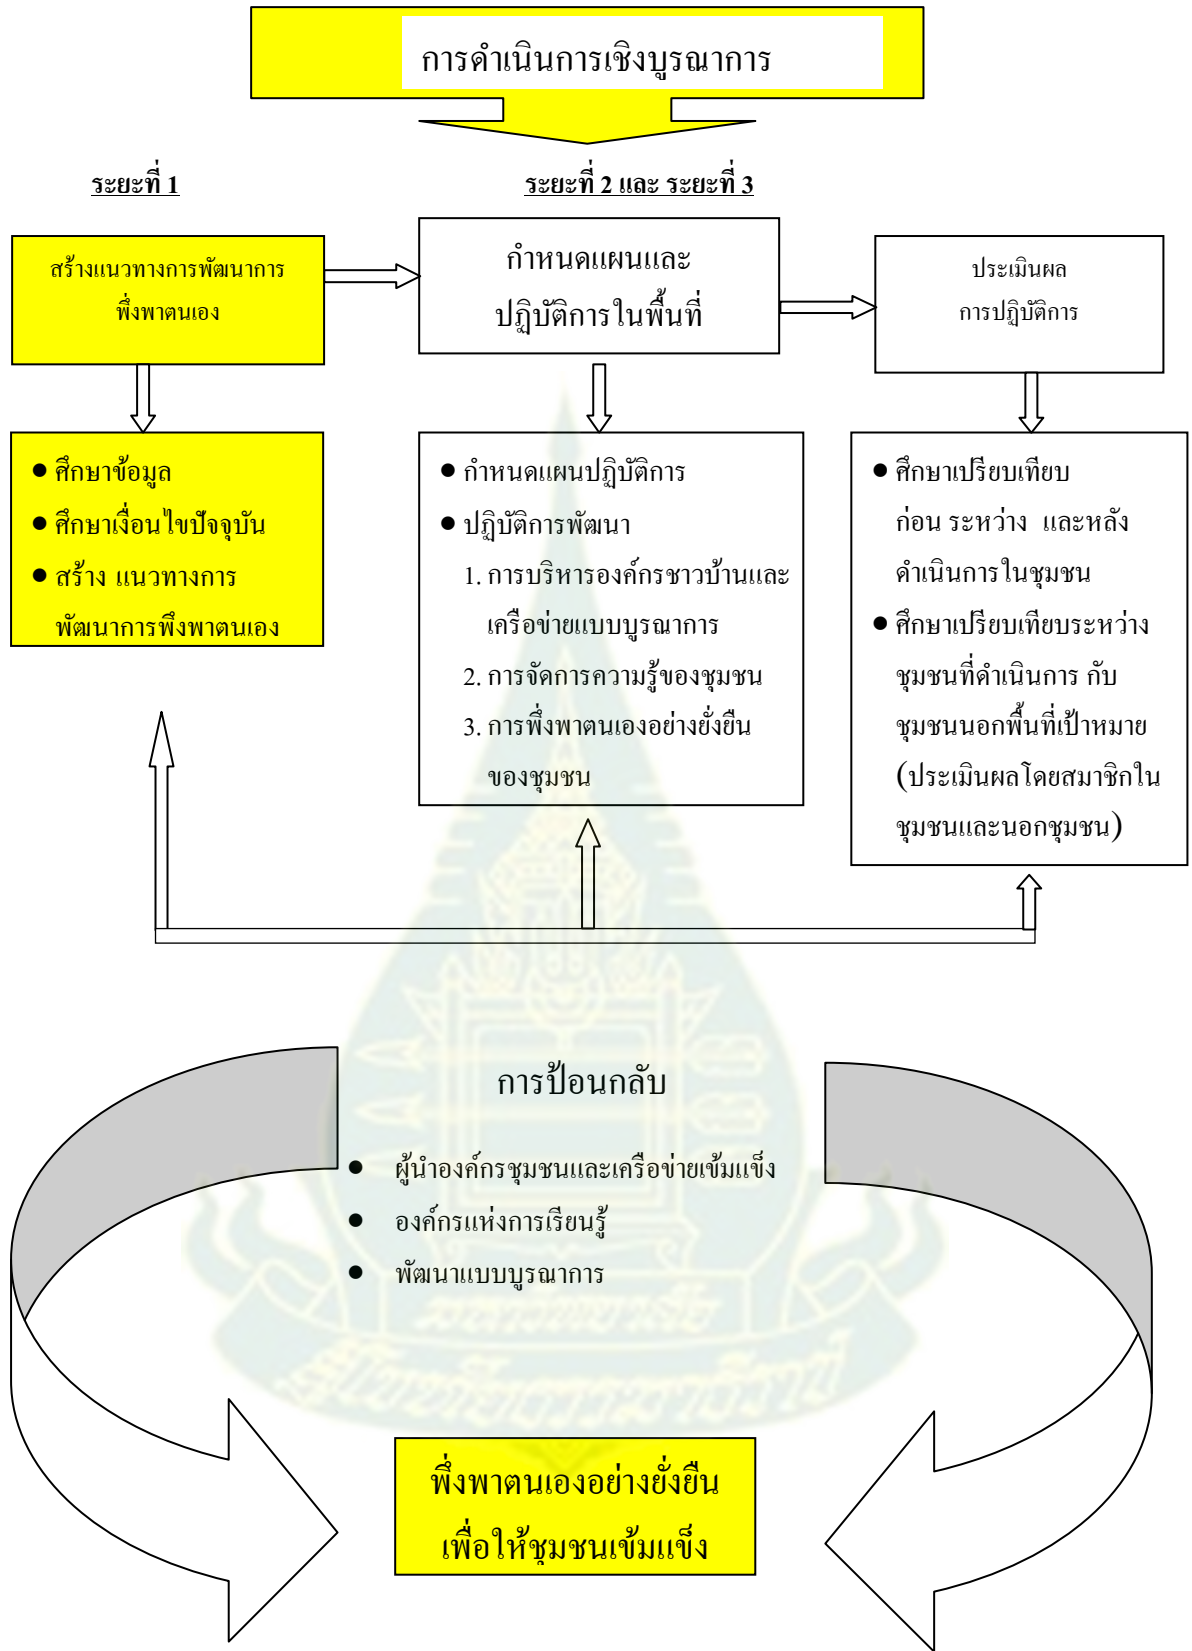 การดำเนินการเชิงบูรณาการ
ระยะที่ 1
ระยะที่ 2 และ ระยะที่ 3
สร้างแนวทางการพัฒนาการ
พึ่งพาตนเอง
กำหนดแผนและ
ปฏิบัติการในพื้นที่
ประเมินผล
การปฏิบัติการ
● ศึกษาข้อมูล
● ศึกษาเงื่อนไขปัจจุบัน
● สร้าง แนวทางการ
พัฒนาการพึงพาตนเอง
● กำหนดแผนปฏิบัติการ
● ปฏิบัติการพัฒนา
1. การบริหารองค์กรชาวบ้านและ
เครือข่ายแบบบูรณาการ
2. การจัดการความรู้ของชุมชน
3. การพึ่งพาตนเองอย่างยั่งยืน
ของชุมชน
● ศึกษาเปรียบเทียบ
ก่อน ระหว่าง และหลัง
ดำเนินการในชุมชน
● ศึกษาเปรียบเทียบระหว่าง
ชุมชนที่ดำเนินการ กับ
ชุมชนนอกพื้นที่เป้าหมาย
(ประเมินผลโดยสมาชิกใน
ชุมชนและนอกชุมชน)
การป้อนกลับ
● ผู้นำองค์กรชุมชนและเครือข่ายเข้มแข็ง
● องค์กรแห่งการเรียนรู้
● พัฒนาแบบบูรณาการ
มหาวิทยาลัย
สุโขทัยธรรมาธิราช
พึ่งพาตนเองอย่างยั่งยืน
เพื่อให้ชุมชนเข้มแข็ง